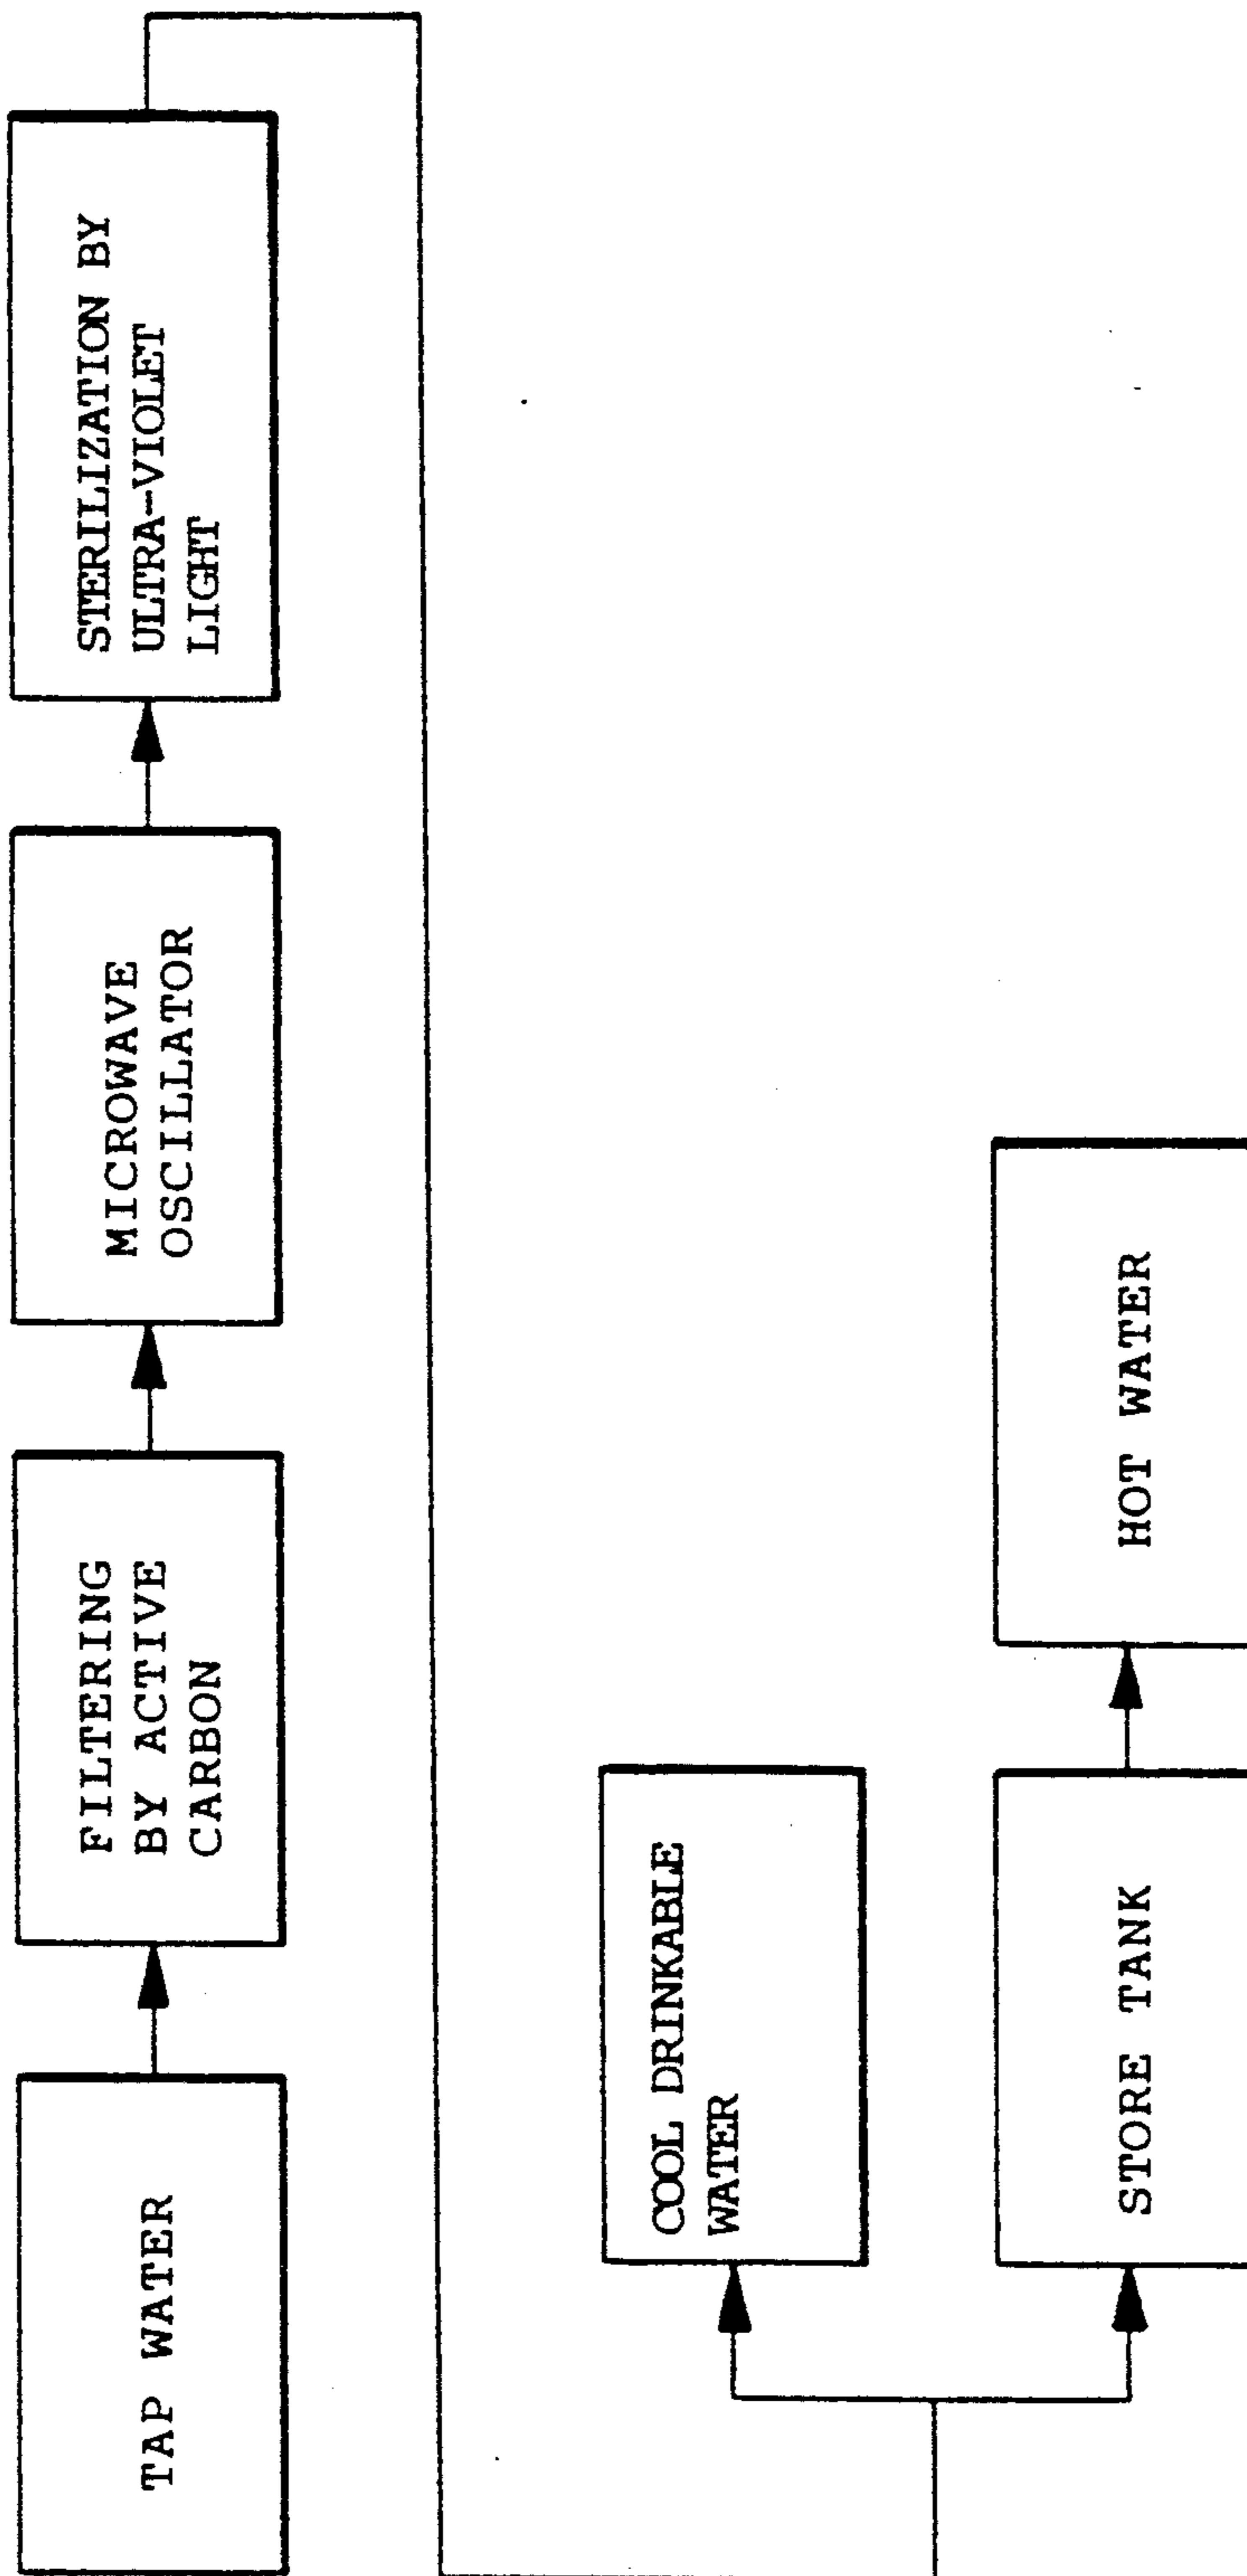 TAP WATER
FILTERING
BY ACTIVE
CARBON
MICROWAVE
OSCILLATOR
STERILIZATION BY
ULTRA-VIOLET
LIGHT
COOL DRINKABLE
WATER
STORE TANK
HOT WATER